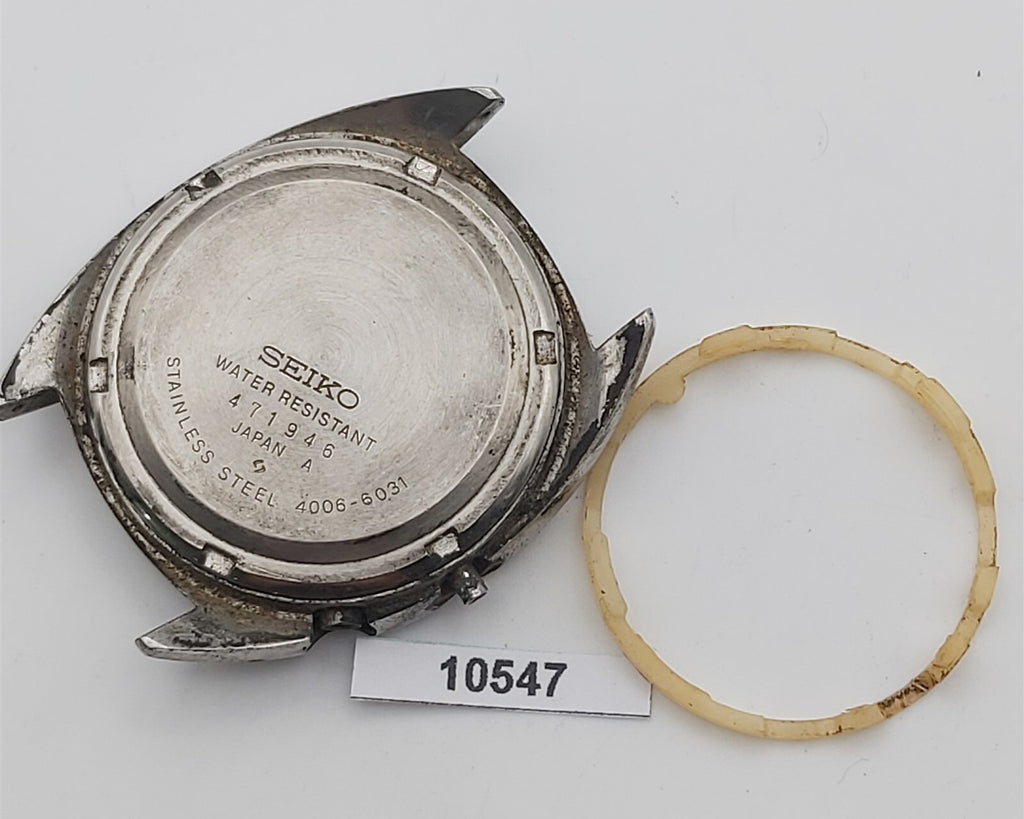 SEIKO
WATER RESISTANT
471946
JAPAN A
STAINLESS STEEL 4006-6031
10547